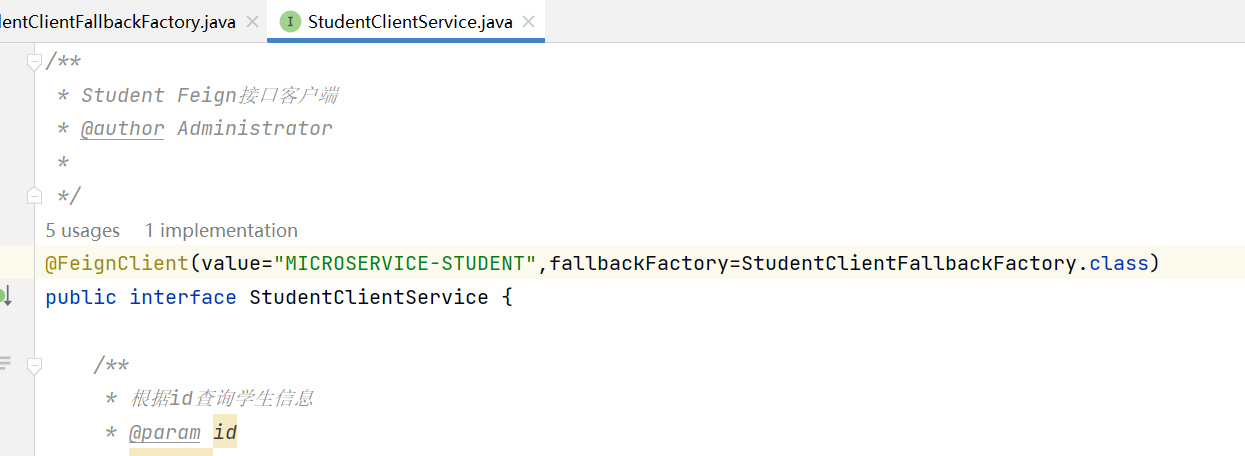 entClientFallbackFactory.java × I StudentClientService.java ×
/**
* Student Feign接口客户端
* @author Administrator
*
*/
5 usages 1 implementation
@FeignClient(value="MICROSERVICE-STUDENT",fallbackFactory=StudentClientFallbackFactory.class)
public interface StudentClientService {
/**
* 根据id查询学生信息
* @param id